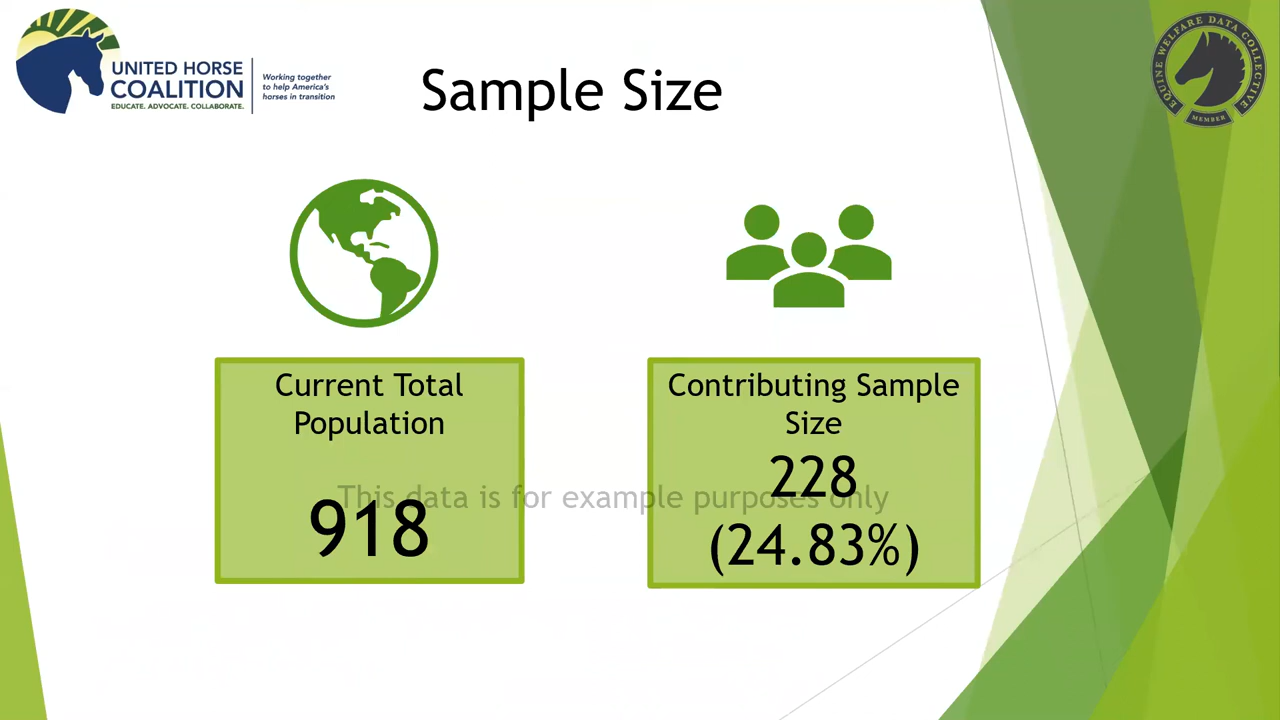 UNITED HORSE
COALITION
EDUCATE. ADVOCATE. COLLABORATE.
Working together
to help America's
horses in transition
Sample Size
EQUINE WELFARE DATA COLLECTIVE
MEMBER
Current Total
Population
918
Contributing Sample
Size
228
(24.83%)
This data is for example purposes only